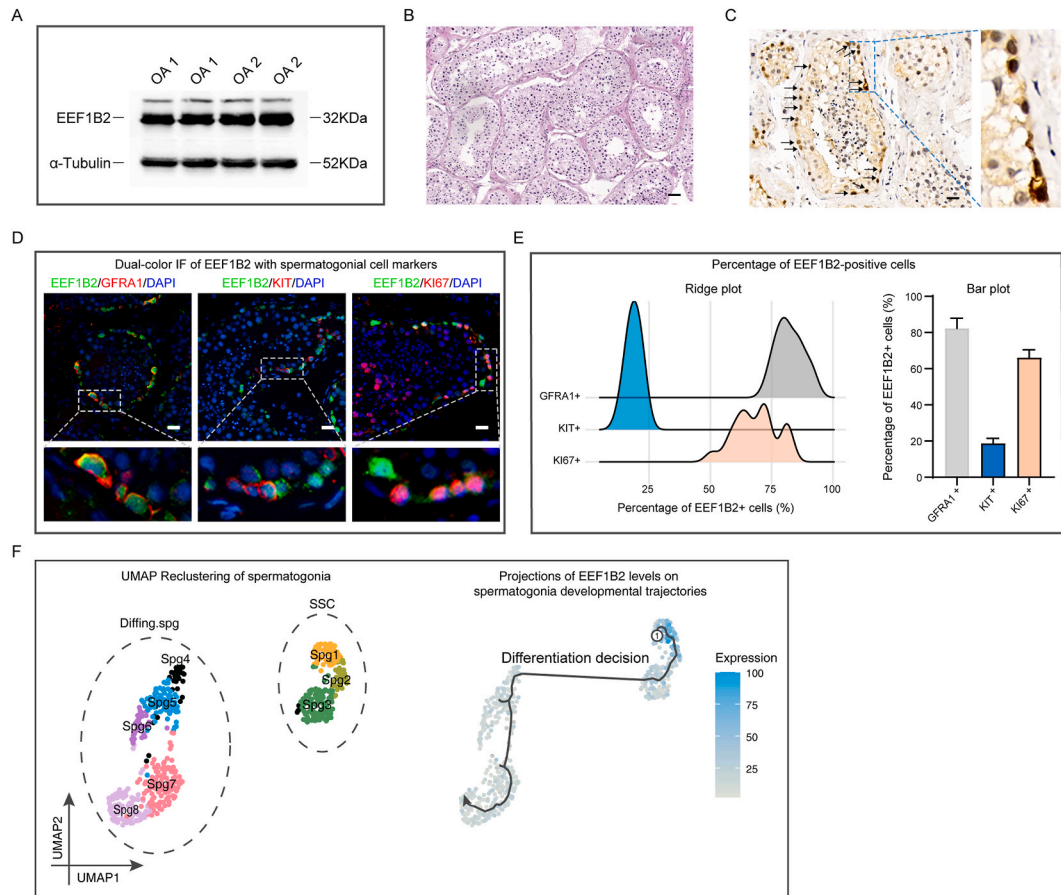 A
OA 1
OA 1
OA 2
OA 2
EEF1B2
32KDa
α-Tubulin
52KDa
B
C
D
Dual-color IF of EEF1B2 with spermatogonial cell markers
EEF1B2/GFRA1/DAPI
EEF1B2/KIT/DAPI
EEF1B2/KI67/DAPI
E
Percentage of EEF1B2-positive cells
Ridge plot
GFRA1+
KIT+
KI67+
25
50
75
100
Percentage of EEF1B2+ cells (%)
Bar plot
Percentage of EEF1B2+ cells (%)
100
80
60
40
20
0
GFRA1 +
KIT +
KI67 +
F
UMAP Reclustering of spermatogonia
Diffing.spg
SSC
Spg4
Spg1
Spg2
Spg5
Spg3
Spg6
Spg7
Spg8
UMAP2
UMAP1
Projections of EEF1B2 levels on
spermatogonia developmental trajectories
1
Differentiation decision
Expression
100
75
50
25